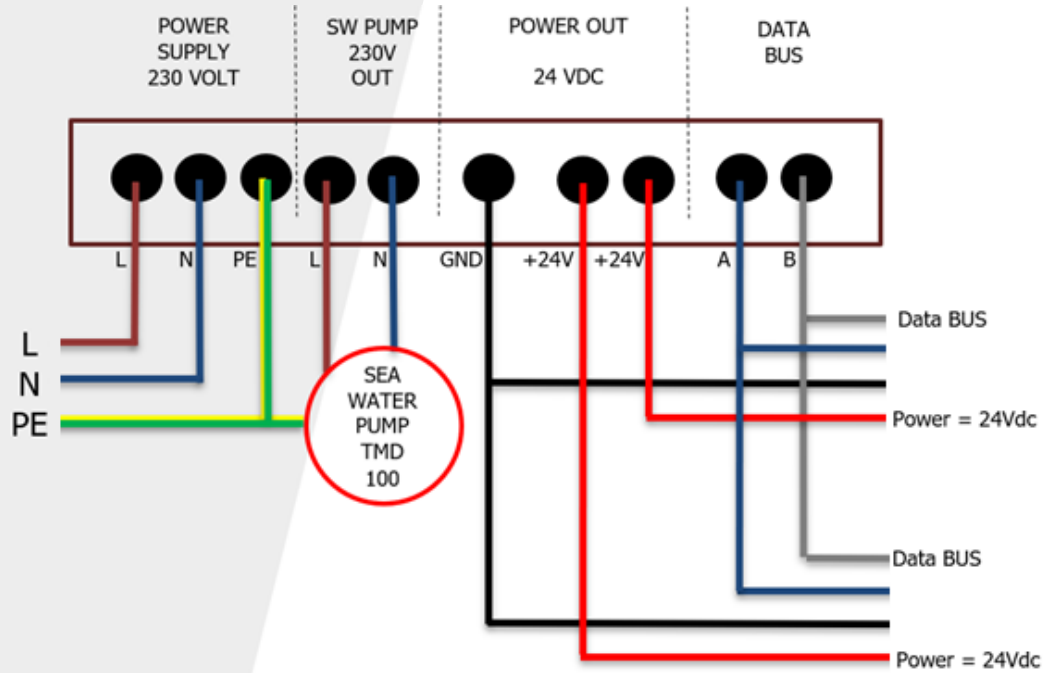 POWER
SUPPLY
230 VOLT
SW PUMP
230V
OUT
POWER OUT
24 VDC
DATA
BUS
L N PE L N GND +24V +24V A B
L
N
PE
SEA
WATER
PUMP
TMD
100
Data BUS
Power = 24Vdc
Data BUS
Power = 24Vdc